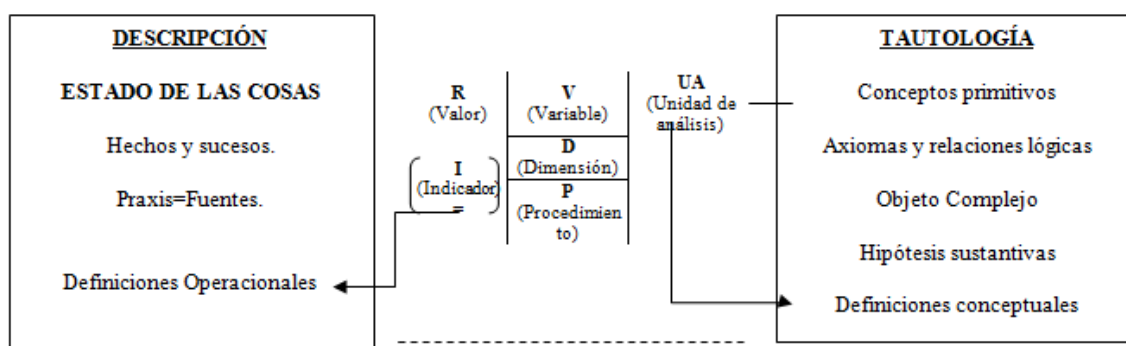 DESCRIPCIÓN
ESTADO DE LAS COSAS
Hechos y sucesos.
Praxis=Fuentes.
Definiciones Operacionales
R
(Valor)
I
(Indicador)
=
V
(Variable)
D
(Dimensión)
P
(Procedimien
to)
UA
(Unidad de
análisis)
TAUTOLOGÍA
Conceptos primitivos
Axiomas y relaciones lógicas
Objeto Complejo
Hipótesis sustantivas
Definiciones conceptuales